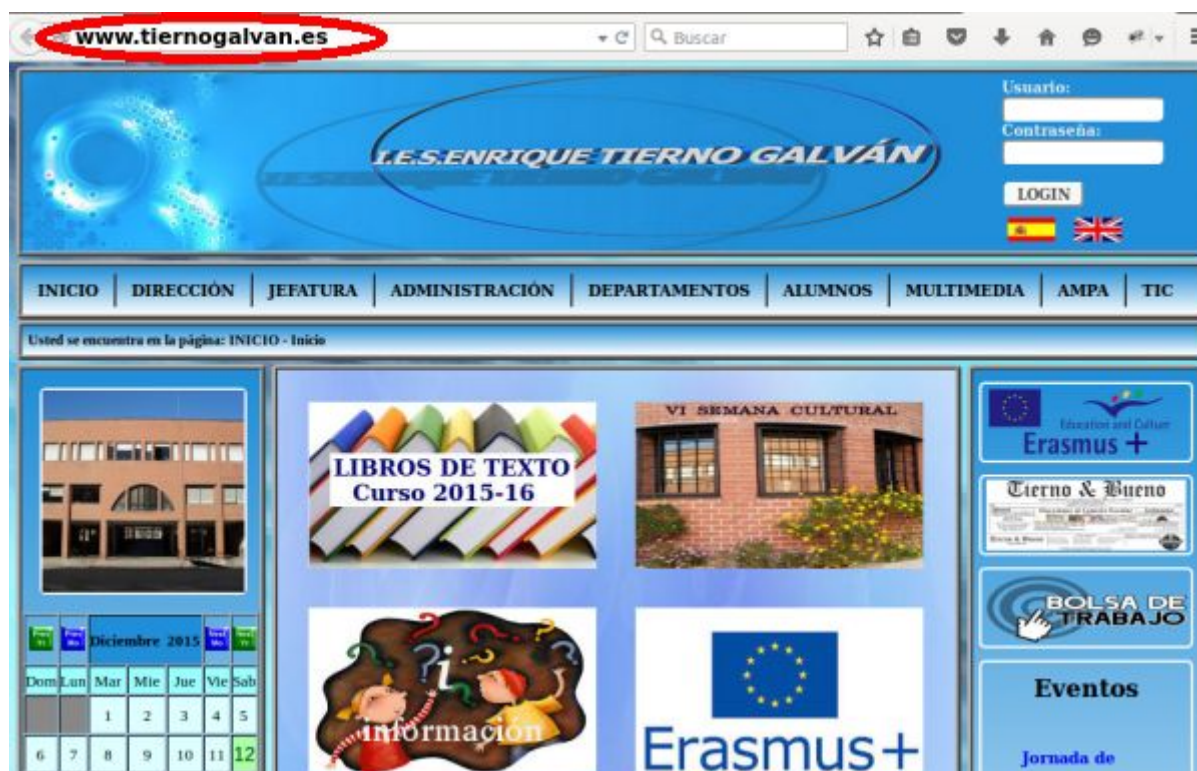 www.tiernogalvan.es
Buscar
I.E.S.ENRIQUE TIERNO GALVÁN
Usuario:
Contraseña:
LOGIN
INICIO DIRECCIÓN JEFATURA ADMINISTRACIÓN DEPARTAMENTOS ALUMNOS MULTIMEDIA AMPA TIC
Usted se encuentra en la página: INICIO - Inicio
LIBROS DE TEXTO
Curso 2015-16
VI SEMANA CULTURAL
información
Erasmus+
Diciembre 2015
Dom Lun Mar Mie Jue Vie Sab
1 2 3 4 5
6 7 8 9 10 11 12
Education and Culture
Erasmus +
Tierno & Bueno
BOLSA DE
TRABAJO
Eventos
Jornada de